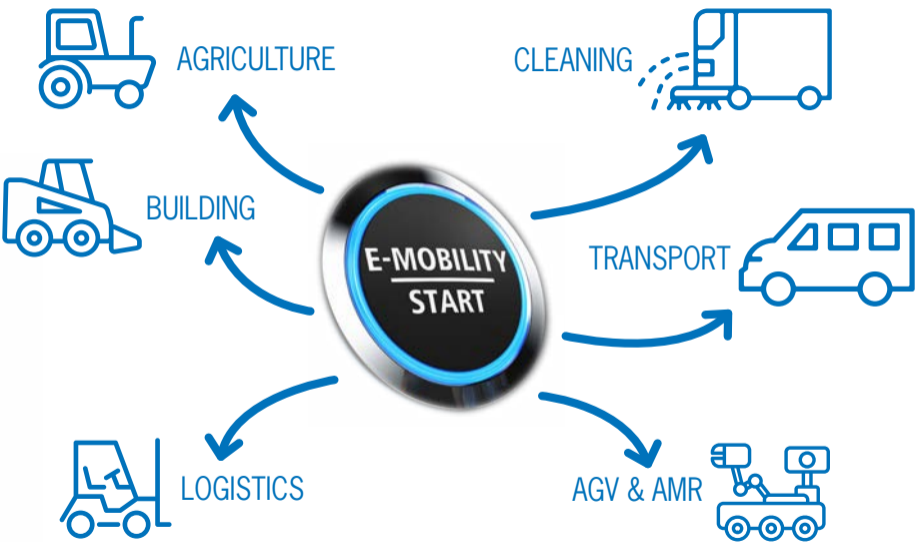 AGRICULTURE
CLEANING
BUILDING
E-MOBILITY
START
TRANSPORT
LOGISTICS
AGV & AMR